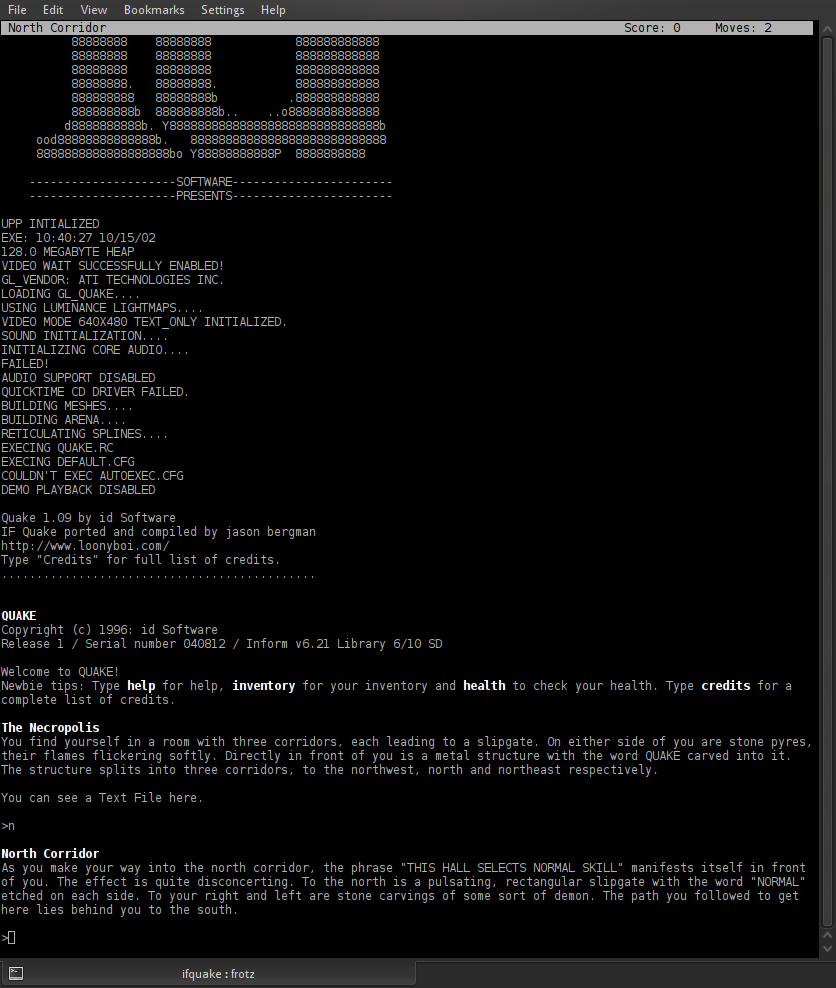 File Edit View Bookmarks Settings Help
North Corridor Score: 0 Moves: 2
88888888 88888888 888888888888
88888888 88888888 888888888888
88888888 88888888 888888888888
88888888. 88888888. 888888888888
888888888 88888888b .888888888888
888888888b 888888888b.. ..o8888888888888
d8888888888b. Y888888888888888888888888888888b
ood88888888888888b. 8888888888888888888888888888
8888888888888888888bo Y88888888888P 8888888888
---------------------SOFTWARE-----------------------
---------------------PRESENTS-----------------------
UPP INTIALIZED
EXE: 10:40:27 10/15/02
128.0 MEGABYTE HEAP
VIDEO WAIT SUCCESSFULLY ENABLED!
GL_VENDOR: ATI TECHNOLOGIES INC.
LOADING GL_QUAKE....
USING LUMINANCE LIGHTMAPS....
VIDEO MODE 640X480 TEXT_ONLY INITIALIZED.
SOUND INITIALIZATION....
INITIALIZING CORE AUDIO....
FAILED!
AUDIO SUPPORT DISABLED
QUICKTIME CD DRIVER FAILED.
BUILDING MESHES....
BUILDING ARENA....
RETICULATING SPLINES....
EXECING QUAKE.RC
EXECING DEFAULT.CFG
COULDN'T EXEC AUTOEXEC.CFG
DEMO PLAYBACK DISABLED
Quake 1.09 by id Software
IF Quake ported and compiled by jason bergman
http://www.loonyboi.com/
Type "Credits" for full list of credits.
.............................................
QUAKE
Copyright (c) 1996: id Software
Release 1 / Serial number 040812 / Inform v6.21 Library 6/10 SD
Welcome to QUAKE!
Newbie tips: Type help for help, inventory for your inventory and health to check your health. Type credits for a
complete list of credits.
The Necropolis
You find yourself in a room with three corridors, each leading to a slipgate. On either side of you are stone pyres,
their flames flickering softly. Directly in front of you is a metal structure with the word QUAKE carved into it.
The structure splits into three corridors, to the northwest, north and northeast respectively.
You can see a Text File here.
>n
North Corridor
As you make your way into the north corridor, the phrase "THIS HALL SELECTS NORMAL SKILL" manifests itself in front
of you. The effect is quite disconcerting. To the north is a pulsating, rectangular slipgate with the word "NORMAL"
etched on each side. To your right and left are stone carvings of some sort of demon. The path you followed to get
here lies behind you to the south.
>
ifquake : frotz